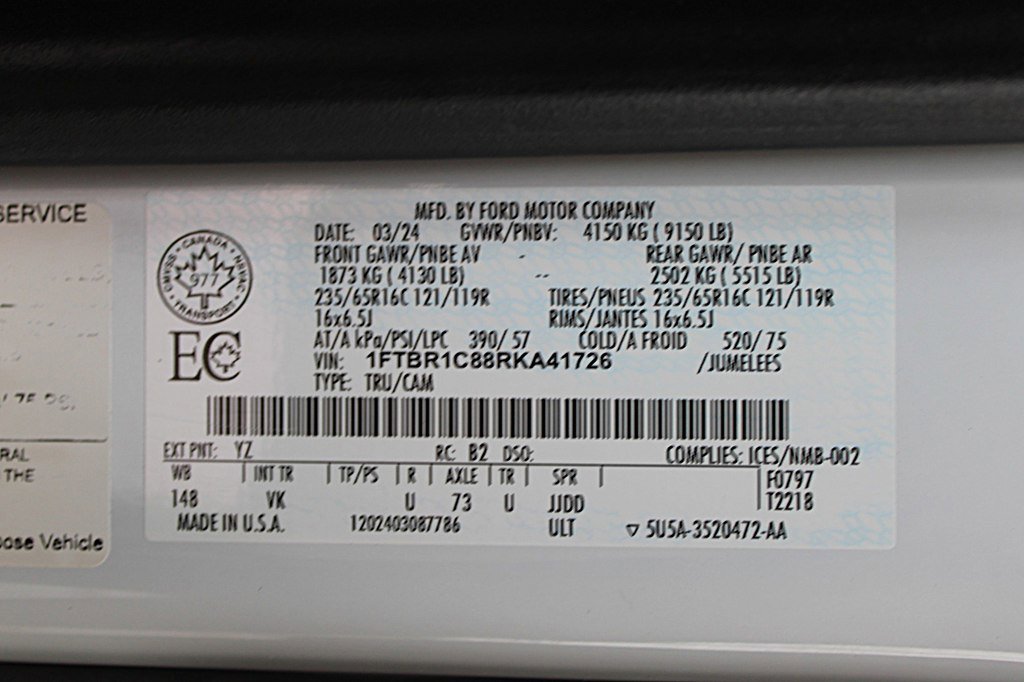 SERVICE
RAL
THE
ose Vehicle
MFD. BY FORD MOTOR COMPANY
DATE: 03/24 GVWR/PNBV: 4150 KG ( 9150 LB)
FRONT GAWR/PNBE AV - REAR GAWR/ PNBE AR
1873 KG ( 4130 LB) -- 2502 KG ( 5515 LB)
235/65R16C 121/119R TIRES/PNEUS 235/65R16C 121/119R
16x6.5J RIMS/JANTES 16x6.5J
AT/A kPa/PSI/LPC 390/ 57 COLD/A FROID 520/ 75
VIN: 1FTBR1C88RKA41726 /JUMELEES
TYPE: TRU/CAM
CANADA
977
TRANSPORT
EC
EXT PNT: YZ RC: B2 DSO: COMPLIES: ICES/NMB-002
WB | INT TR | TP/PS | R | AXLE | TR | SPR | F0797
148 VK U 73 U JJDD T2218
MADE IN U.S.A. 1202403087786 ULT ▽ 5U5A-3520472-AA